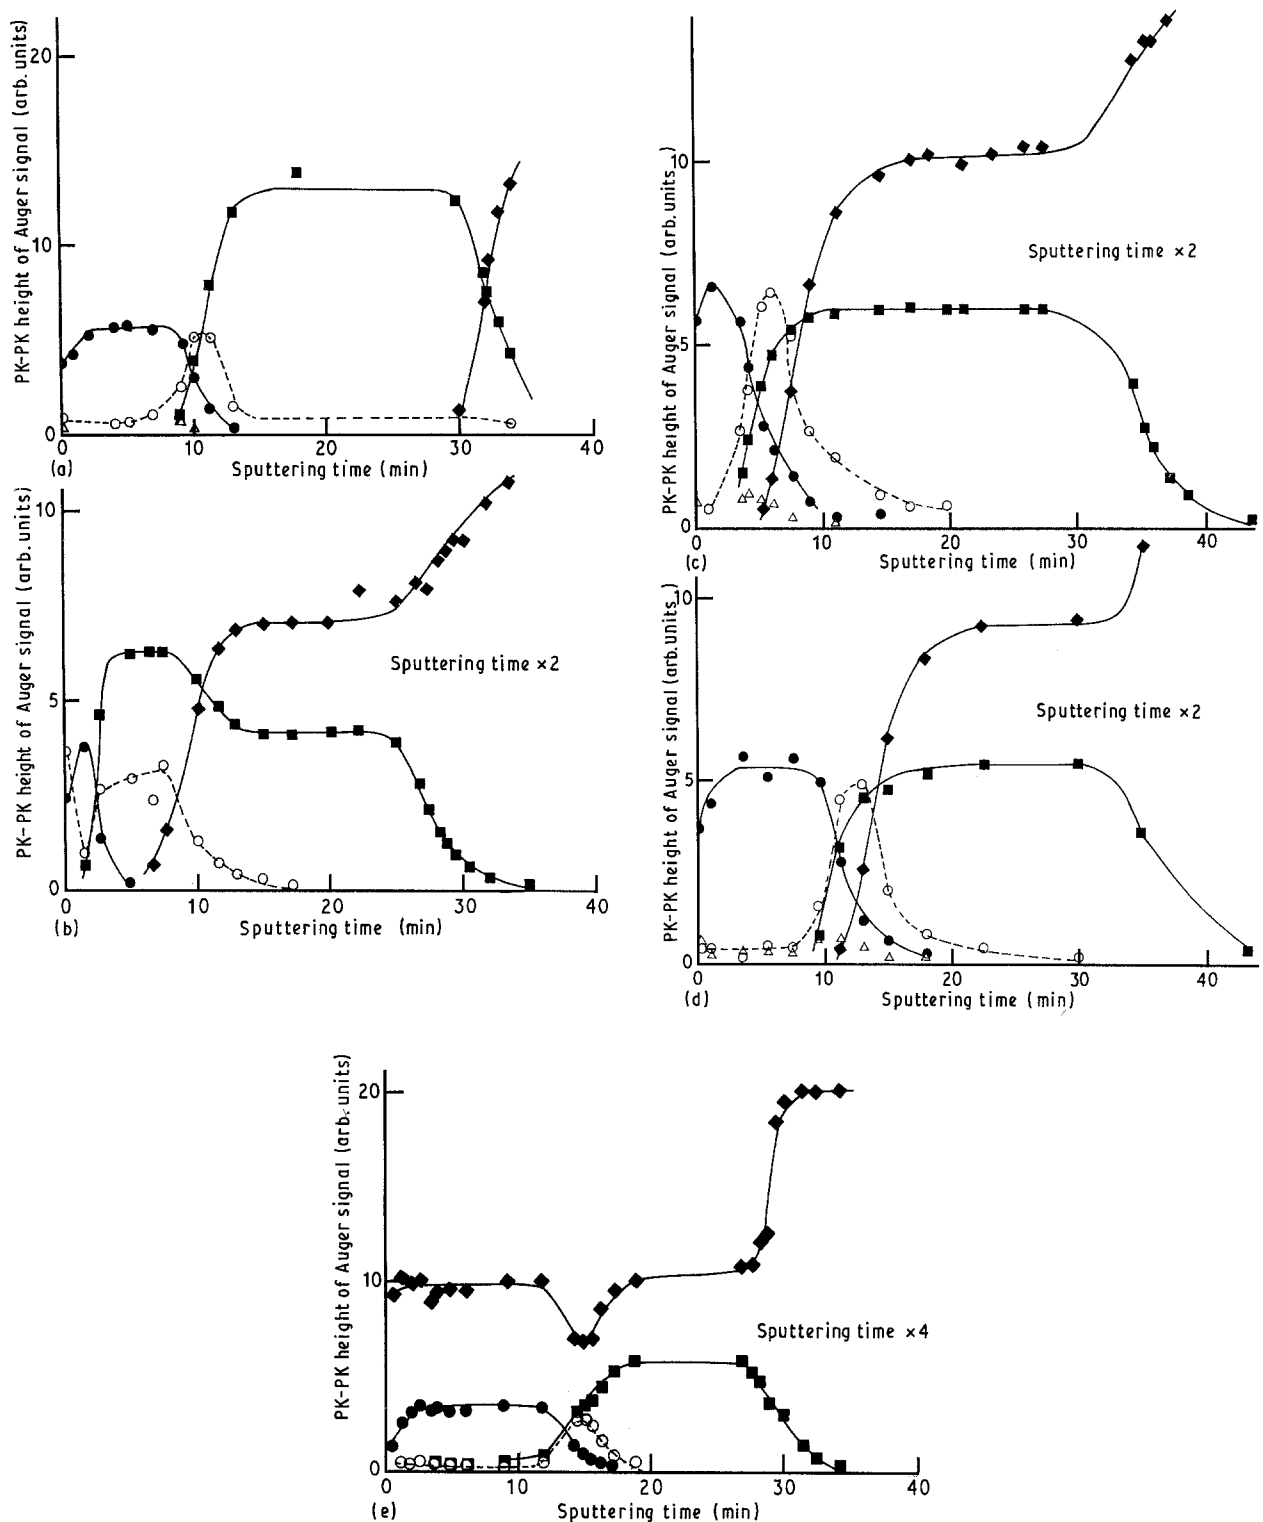 PK-PK height of Auger signal (arb. units)
20
10
0
0 10 20 30 40
(a) Sputtering time (min)
PK-PK height of Auger signal (arb. units)
10
5
0
Sputtering time ×2
0 10 20 30 40
(b) Sputtering time (min)
PK-PK height of Auger signal (arb. units)
10
5
0
Sputtering time ×2
0 10 20 30 40
(c) Sputtering time (min)
PK-PK height of Auger signal (arb. units)
10
5
0
Sputtering time ×2
0 10 20 30 40
(d) Sputtering time (min)
PK-PK height of Auger signal (arb. units)
20
10
0
Sputtering time ×4
0 10 20 30 40
(e) Sputtering time (min)